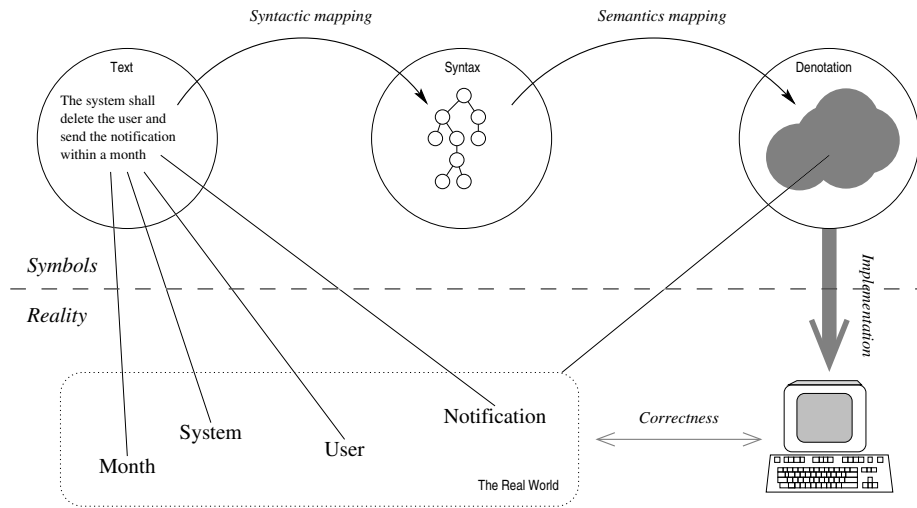 Syntactic mapping
Semantics mapping
Text
Syntax
Denotation
The system shall
delete the user and
send the notification
within a month
Symbols
Reality
Implementation
Notification
System
User
Month
Correctness
The Real World